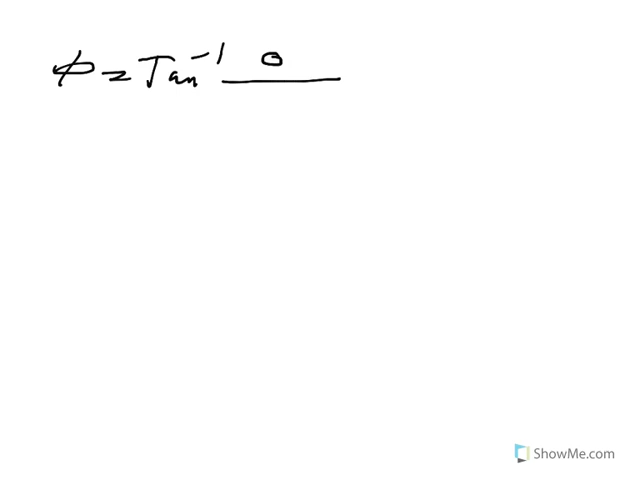 φ = Tan⁻¹ 0
ShowMe.com